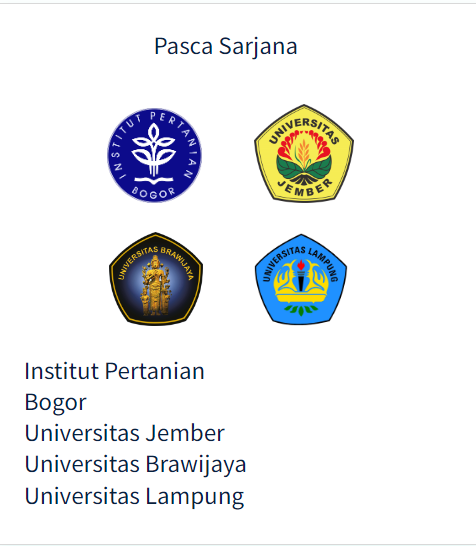 Pasca Sarjana
INSTITUT PERTANIAN
BOGOR
UNIVERSITAS
JEMBER
UNIVERSITAS BRAWIJAYA
UNIVERSITAS LAMPUNG
Institut Pertanian
Bogor
Universitas Jember
Universitas Brawijaya
Universitas Lampung